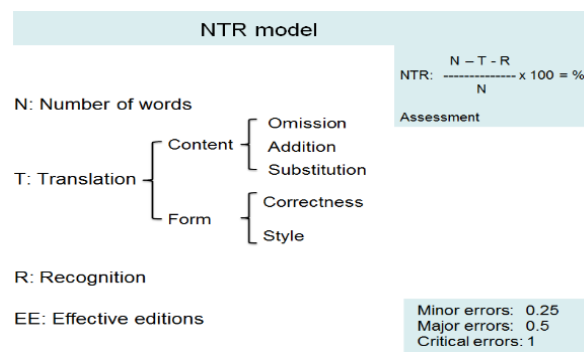 NTR model
N – T - R
NTR: -------------- x 100 = %
N
Assessment
N: Number of words
Omission
Content
Addition
Substitution
T: Translation
Correctness
Form
Style
R: Recognition
EE: Effective editions
Minor errors: 0.25
Major errors: 0.5
Critical errors: 1